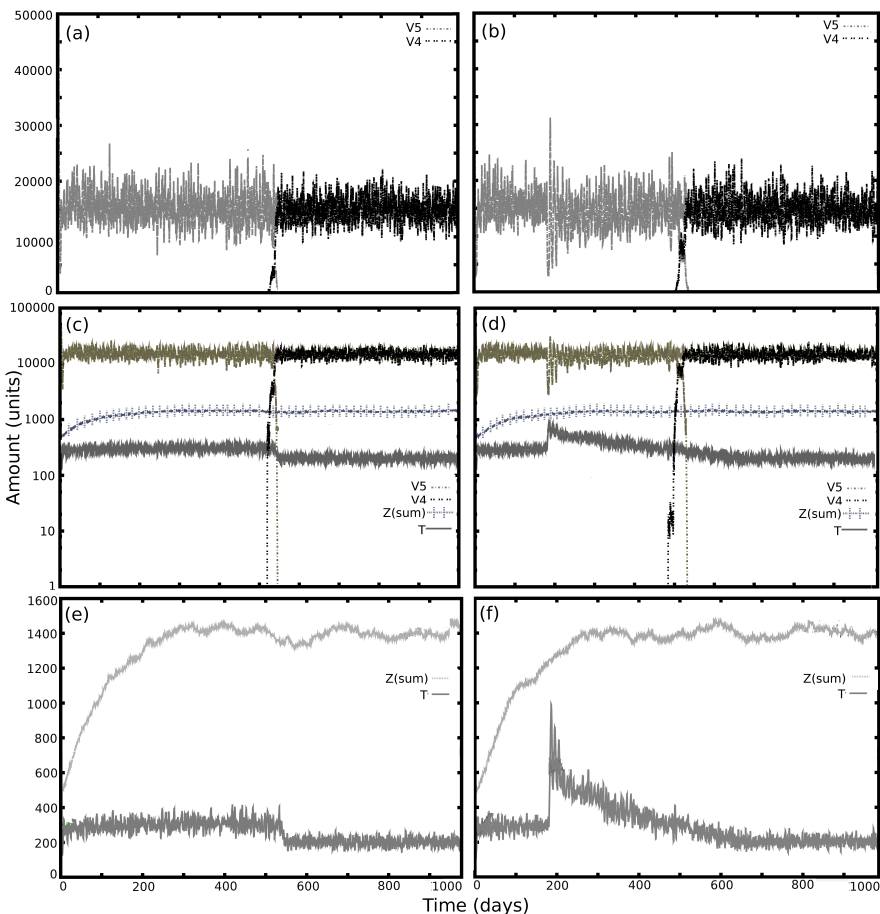 50000
40000
30000
20000
10000
0
(a)
V5
V4
(b)
V5
V4
100000
10000
1000
100
10
1
(c)
V5
V4
Z(sum)
T
(d)
V5
V4
Z(sum)
T
Amount (units)
1600
1400
1200
1000
800
600
400
200
0
(e)
Z(sum)
T
(f)
Z(sum)
T
0 200 400 600 800 1000
0 200 400 600 800 1000
Time (days)